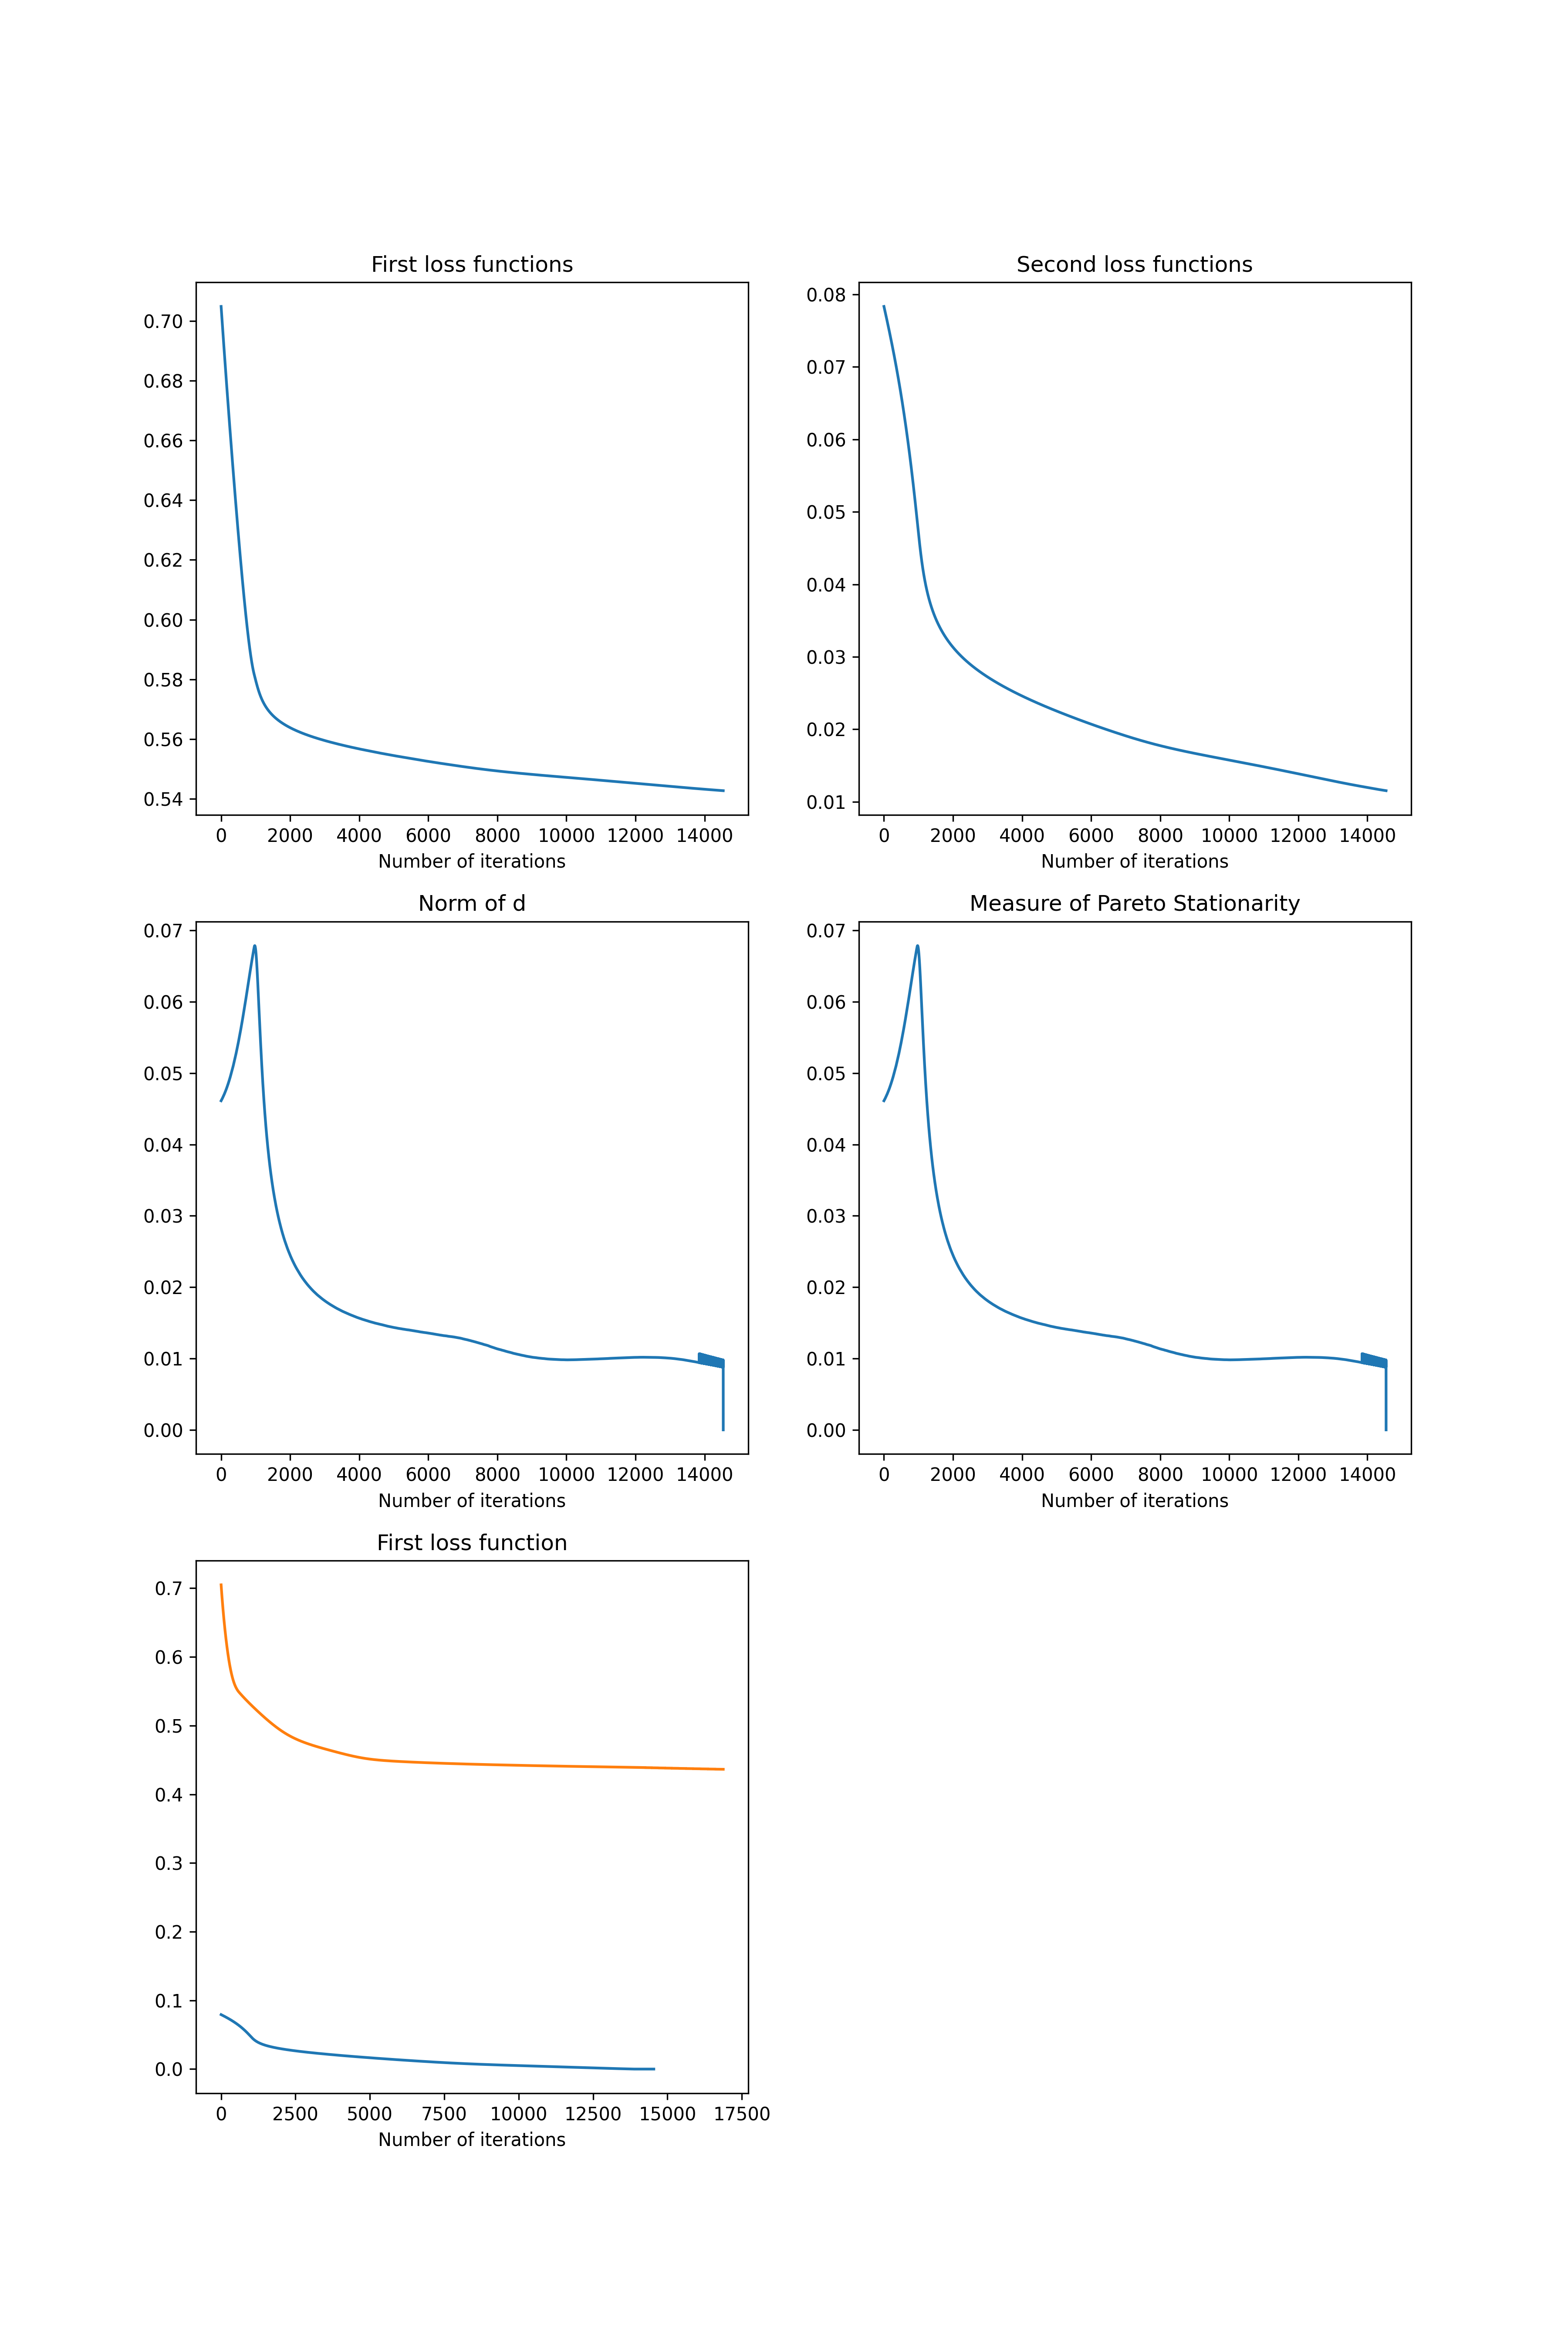 First loss functions
Second loss functions
0.70
0.68
0.66
0.64
0.62
0.60
0.58
0.56
0.54
0 2000 4000 6000 8000 10000 12000 14000
Number of iterations
0.08
0.07
0.06
0.05
0.04
0.03
0.02
0.01
0 2000 4000 6000 8000 10000 12000 14000
Number of iterations
Norm of d
Measure of Pareto Stationarity
0.07
0.06
0.05
0.04
0.03
0.02
0.01
0.00
0 2000 4000 6000 8000 10000 12000 14000
Number of iterations
0.07
0.06
0.05
0.04
0.03
0.02
0.01
0.00
0 2000 4000 6000 8000 10000 12000 14000
Number of iterations
First loss function
0.7
0.6
0.5
0.4
0.3
0.2
0.1
0.0
0 2500 5000 7500 10000 12500 15000 17500
Number of iterations